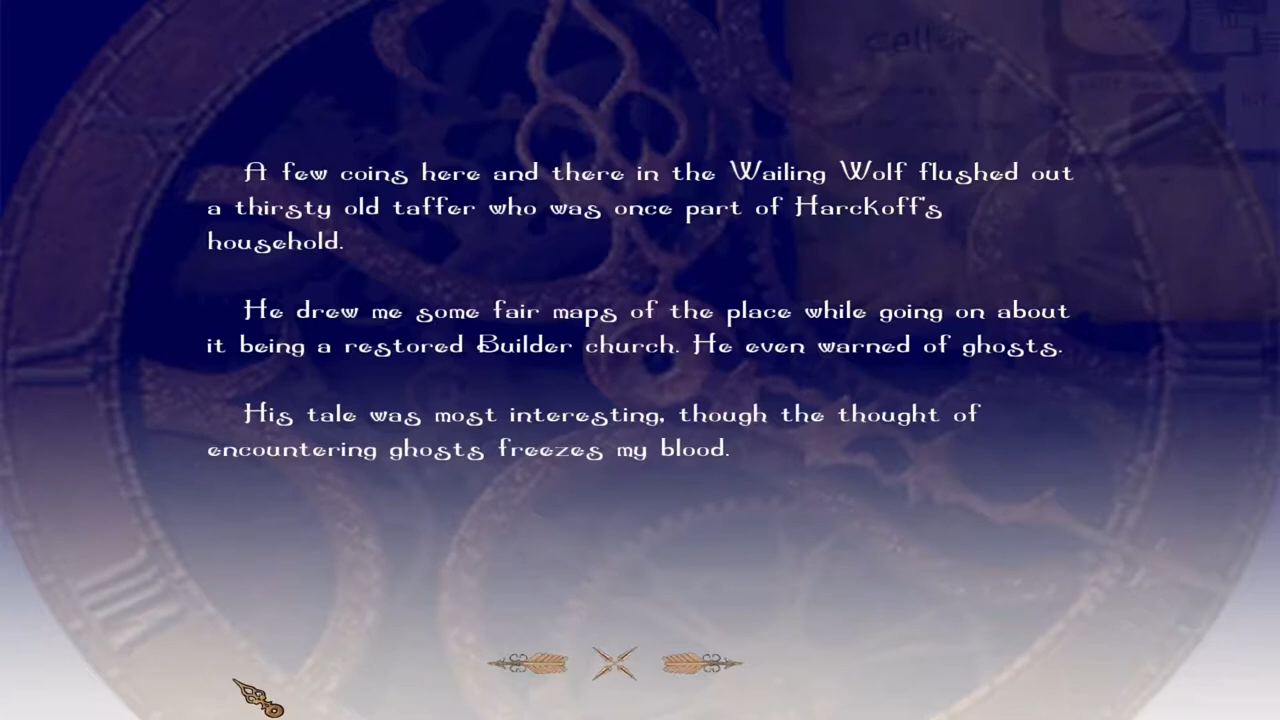 cellar
A few coins here and there in the Wailing Wolf flushed out
a thirsty old taffer who was once part of Harckoff's
household.
He drew me some fair maps of the place while going on about
it being a restored Builder church. He even warned of ghosts.
His tale was most interesting, though the thought of
encountering ghosts freezes my blood.